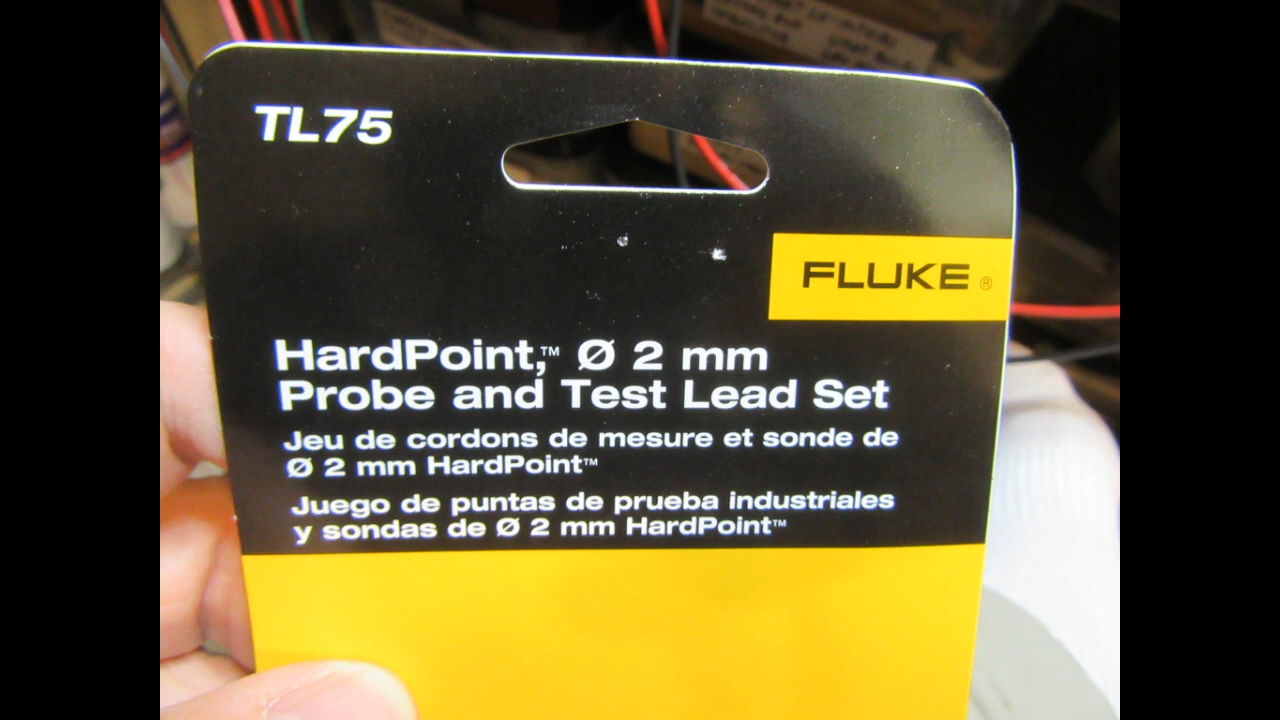 TL75
FLUKE®
HardPoint,™ Ø 2 mm
Probe and Test Lead Set
Jeu de cordons de mesure et sonde de
Ø 2 mm HardPoint™
Juego de puntas de prueba industriales
y sondas de Ø 2 mm HardPoint™